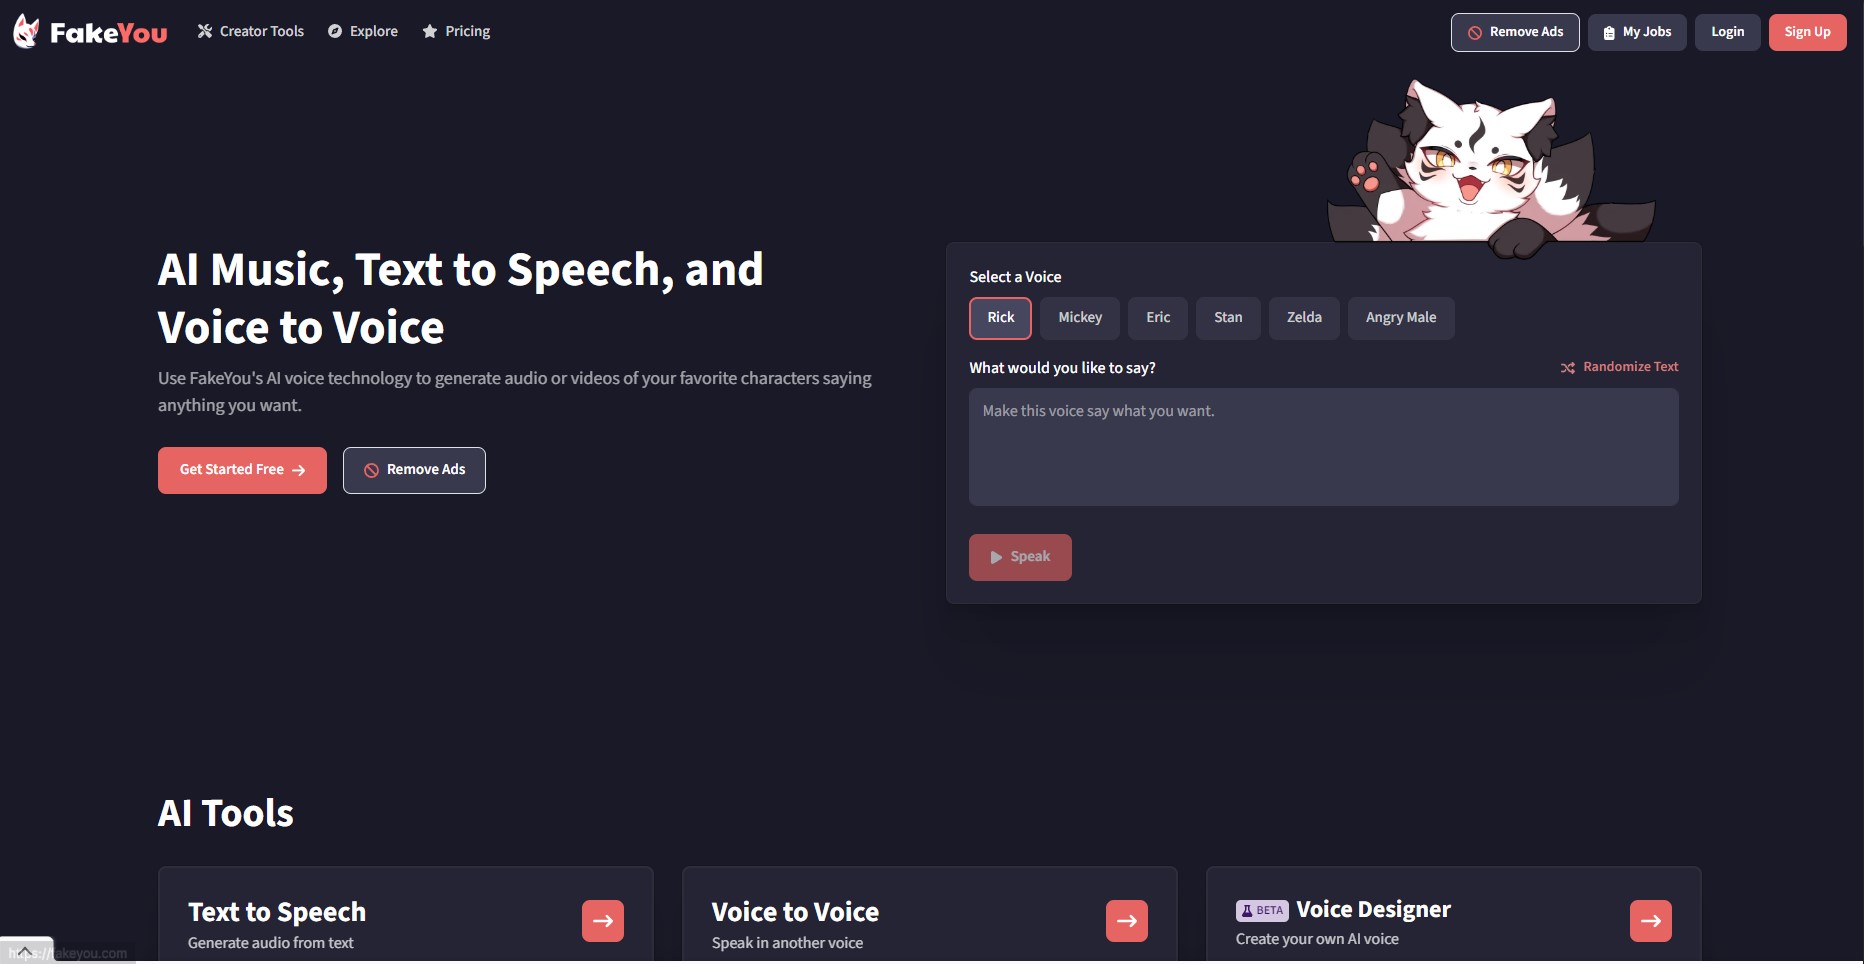 FakeYou
Creator Tools
Explore
Pricing
Remove Ads
My Jobs
Login
Sign Up
AI Music, Text to Speech, and
Voice to Voice
Use FakeYou's AI voice technology to generate audio or videos of your favorite characters saying
anything you want.
Get Started Free
Remove Ads
Select a Voice
Rick
Mickey
Eric
Stan
Zelda
Angry Male
What would you like to say?
Randomize Text
Make this voice say what you want.
Speak
AI Tools
Text to Speech
Generate audio from text
Voice to Voice
Speak in another voice
BETA Voice Designer
Create your own AI voice
https://fakeyou.com